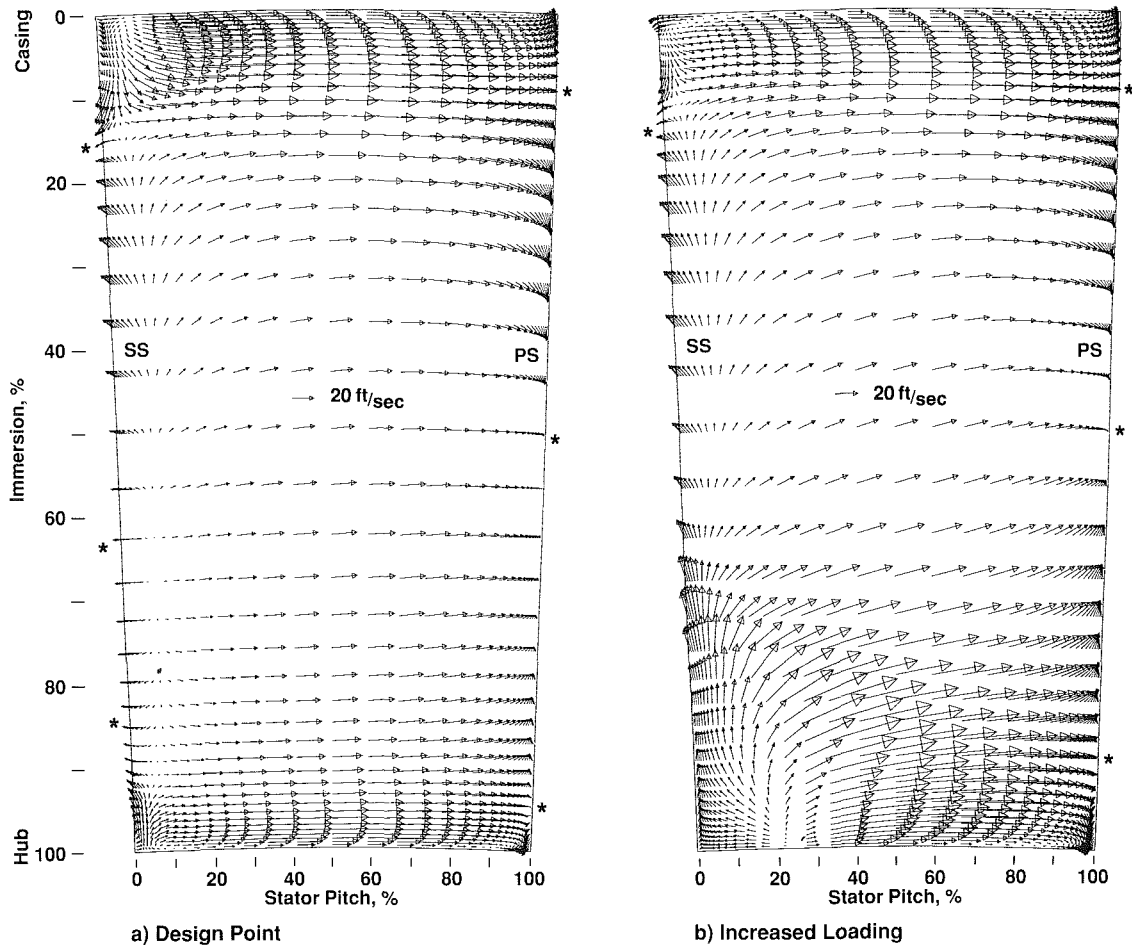 Casing
0
20
40
60
80
100
Immersion, %
Hub
*
*
*
*
*
*
SS
PS
20 ft/sec
0 20 40 60 80 100
Stator Pitch, %
a) Design Point
*
*
*
*
SS
PS
20 ft/sec
0 20 40 60 80 100
Stator Pitch, %
b) Increased Loading